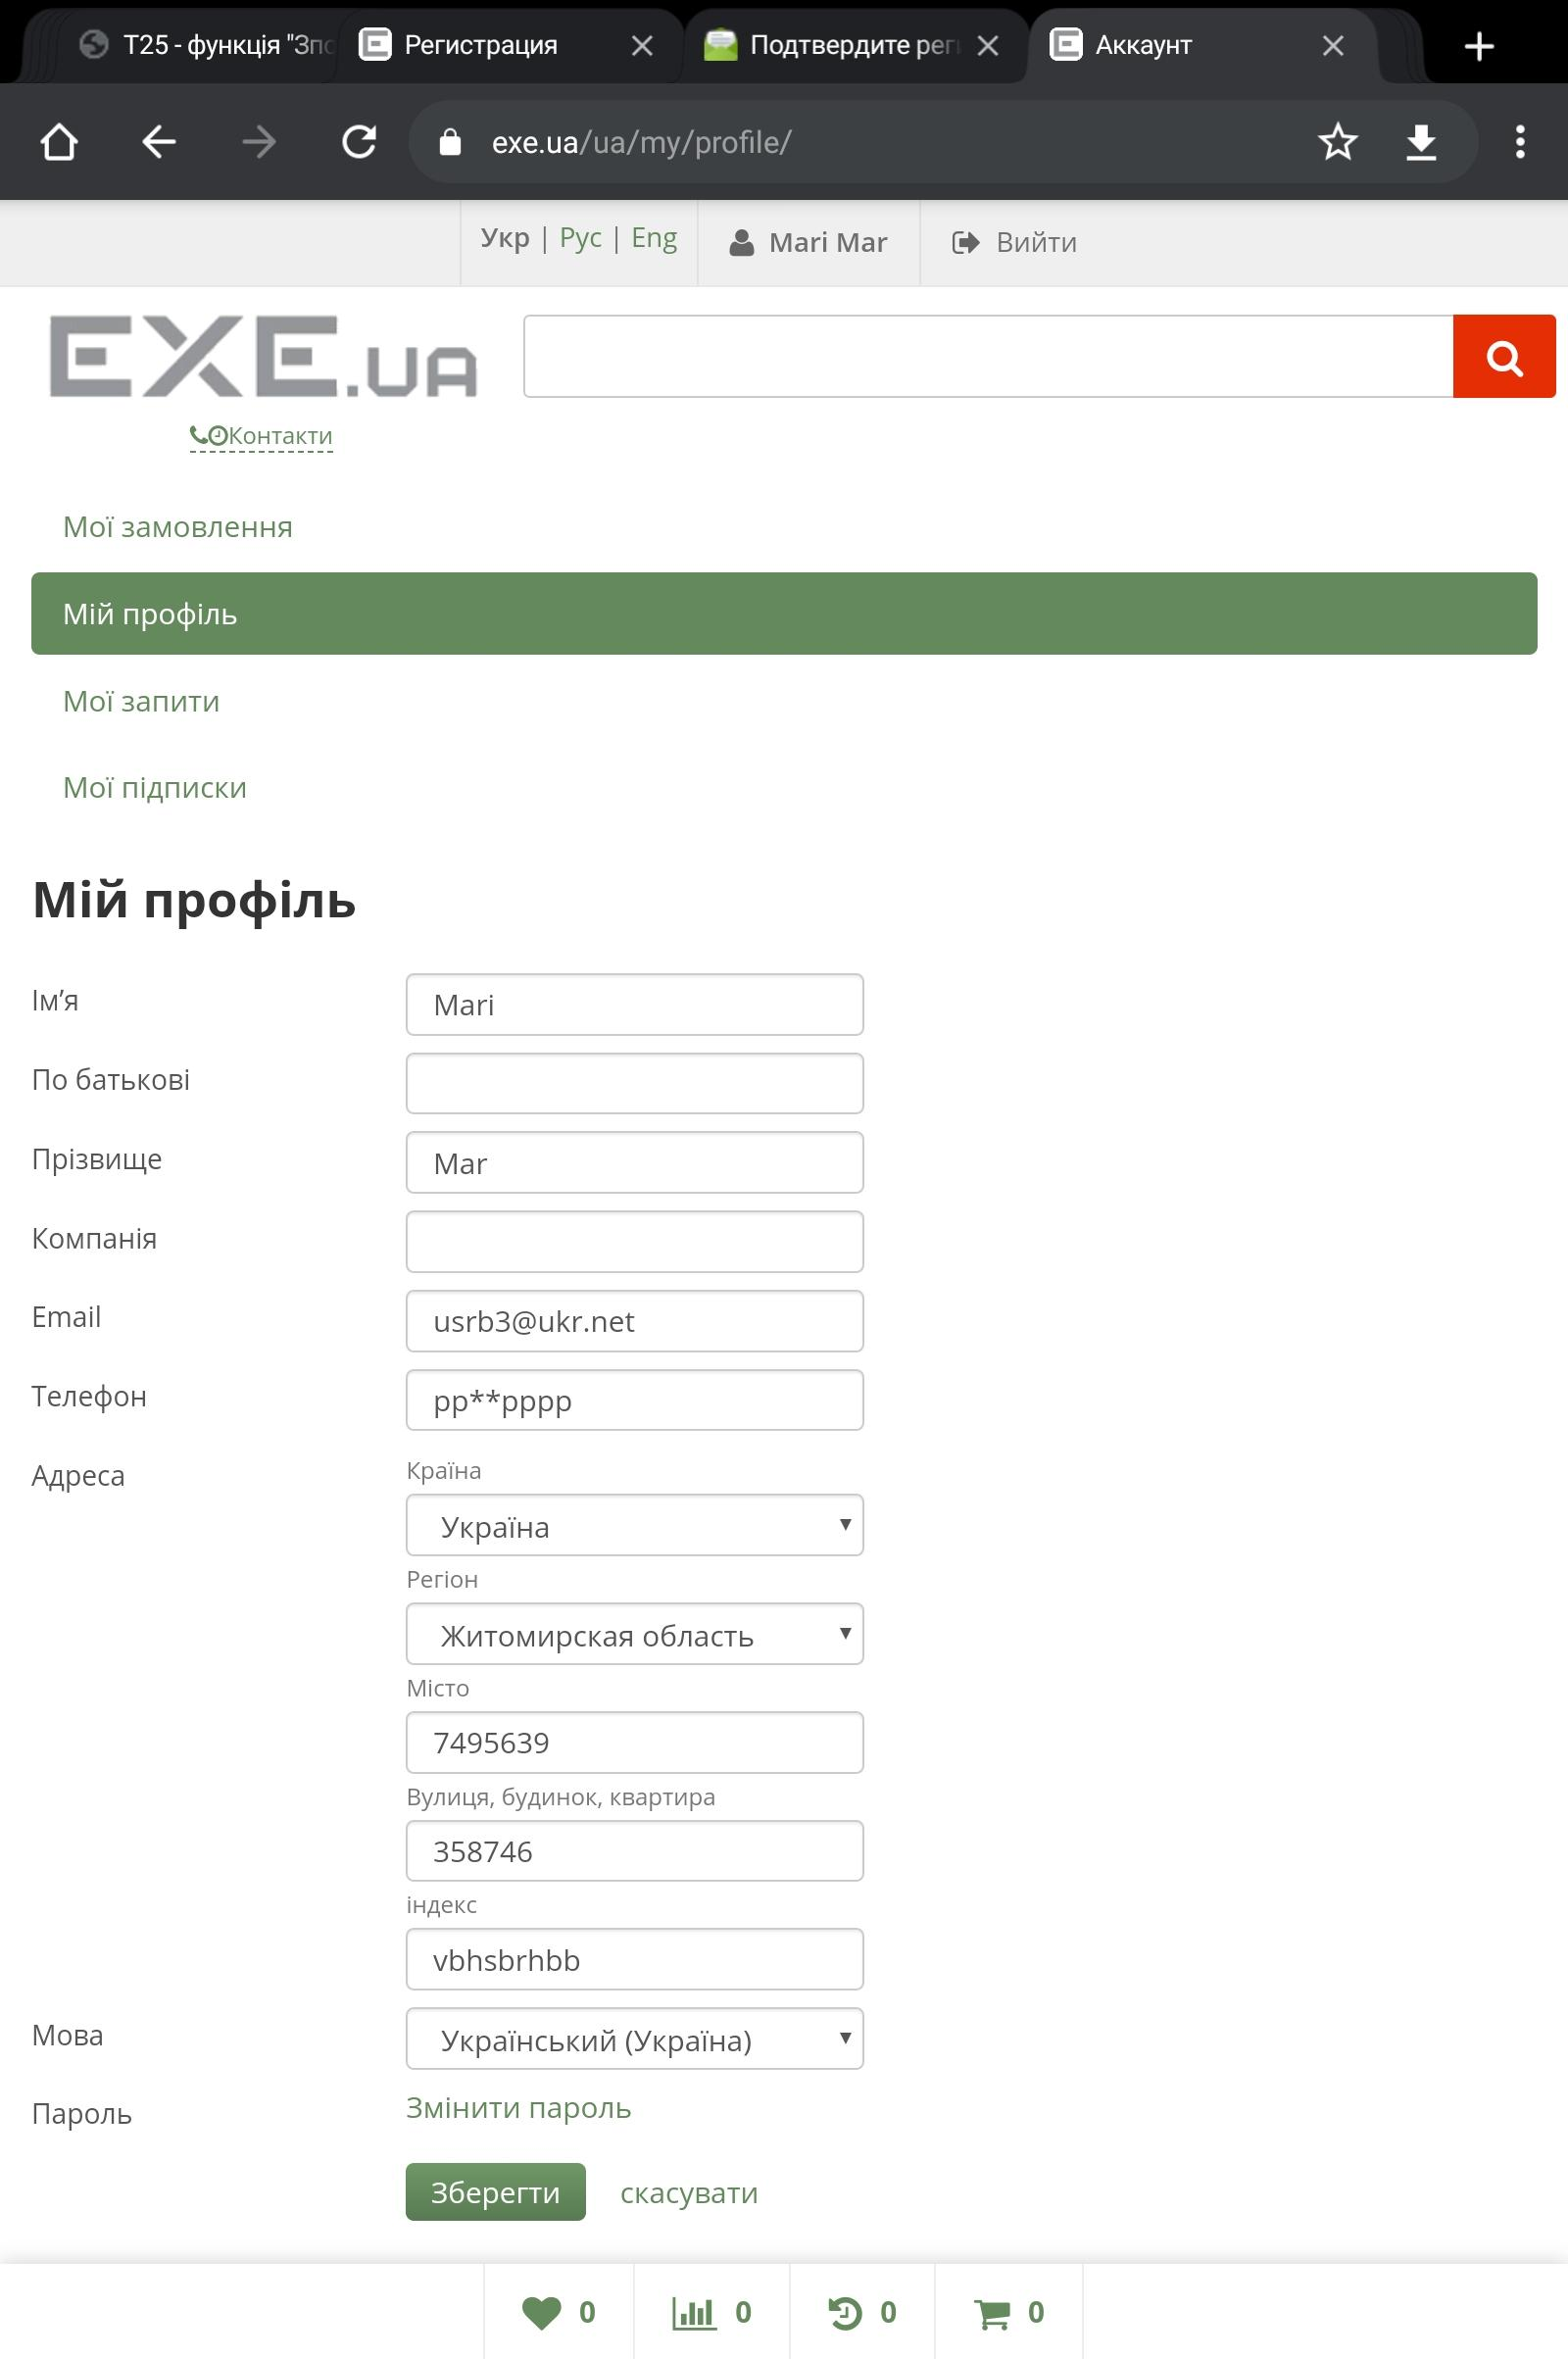 T25 - функція "Зпо
Регистрация
Подтвердите рег
Аккаунт
exe.ua/ua/my/profile/
Укр | Рус | Eng
Mari Mar
Вийти
EXE.UA
Контакти
Мої замовлення
Мій профіль
Мої запити
Мої підписки
Мій профіль
Ім’я
Mari
По батькові
Прізвище
Mar
Компанія
Email
usrb3@ukr.net
Телефон
pp**pppp
Адреса
Країна
Україна
Регіон
Житомирская область
Місто
7495639
Вулиця, будинок, квартира
358746
індекс
vbhsbrhbb
Мова
Український (Україна)
Пароль
Змінити пароль
Зберегти
скасувати
0
0
0
0